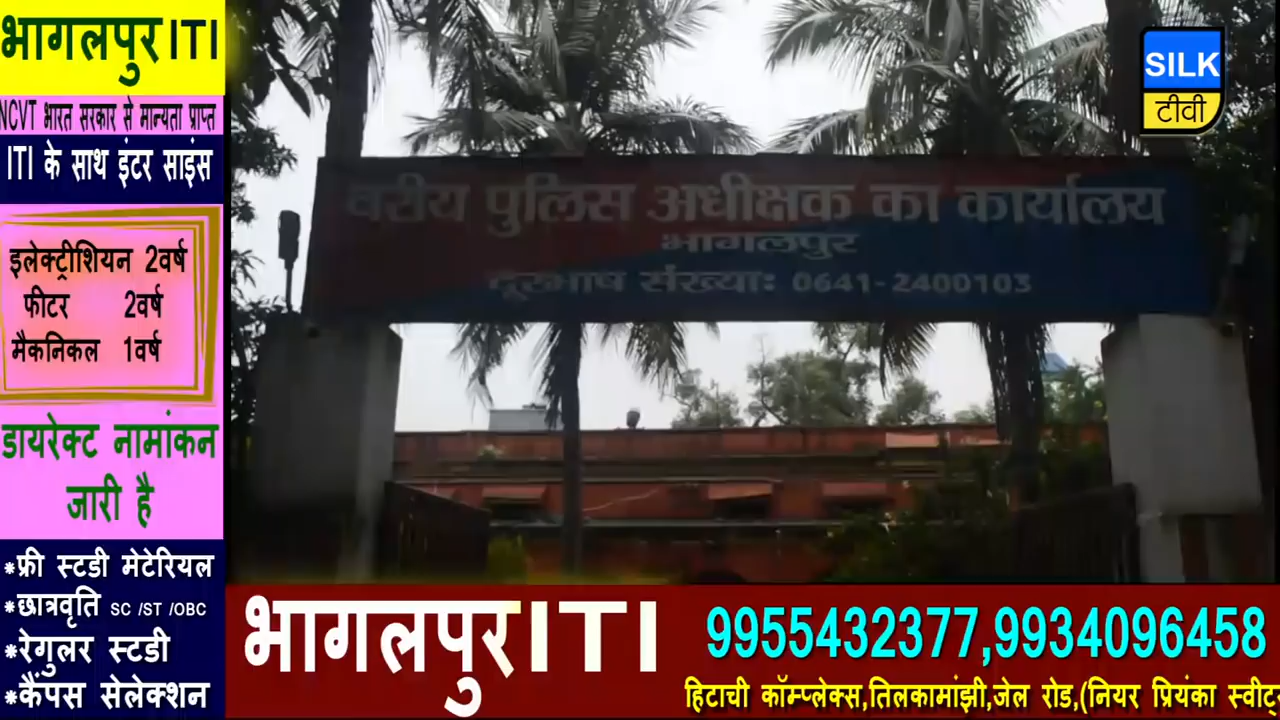 भागलपुर ITI
NCVT भारत सरकार से मान्यता प्राप्त
ITI के साथ इंटर साइंस
इलेक्ट्रीशियन 2वर्ष
फीटर 2वर्ष
मैकनिकल 1वर्ष
डायरेक्ट नामांकन
जारी है
*फ्री स्टडी मेटेरियल
*छात्रवृति SC /ST /OBC
*रेगुलर स्टडी
*कैंपस सेलेक्शन
SILK
टीवी
वरीय पुलिस अधीक्षक का कार्यालय
भागलपुर
दूरभाष संख्याः 0641-2400103
भागलपुर ITI
9955432377,9934096458
हिटाची कॉम्प्लेक्स,तिलकामांझी,जेल रोड,(नियर प्रियंका स्वीट्